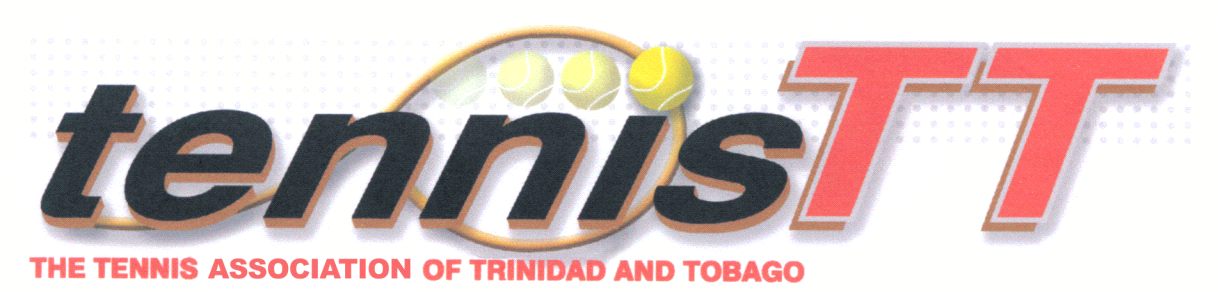 tennisTT
THE TENNIS ASSOCIATION OF TRINIDAD AND TOBAGO